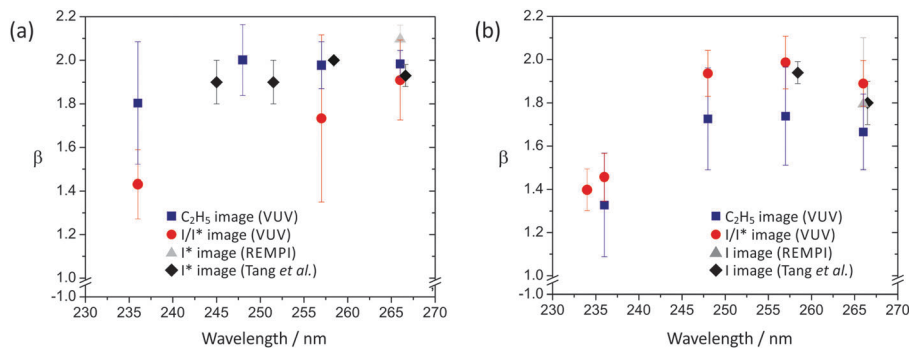 (a)
2.2
2.0
1.8
1.6
1.4
1.2
1.0
-1.0
β
C₂H₅ image (VUV)
I/I* image (VUV)
I* image (REMPI)
I* image (Tang et al.)
230 235 240 245 250 255 260 265 270
Wavelength / nm
(b)
2.2
2.0
1.8
1.6
1.4
1.2
1.0
-1.0
β
C₂H₅ image (VUV)
I/I* image (VUV)
I image (REMPI)
I image (Tang et al.)
230 235 240 245 250 255 260 265 270
Wavelength / nm